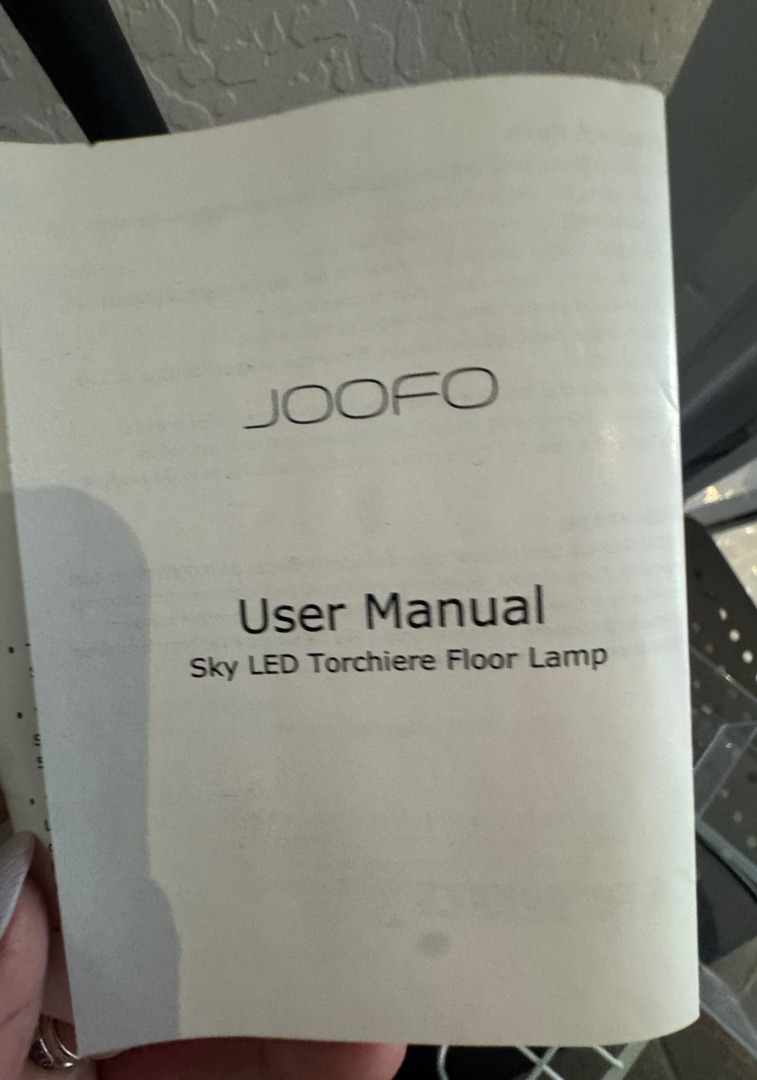 JOOFO
User Manual
Sky LED Torchiere Floor Lamp